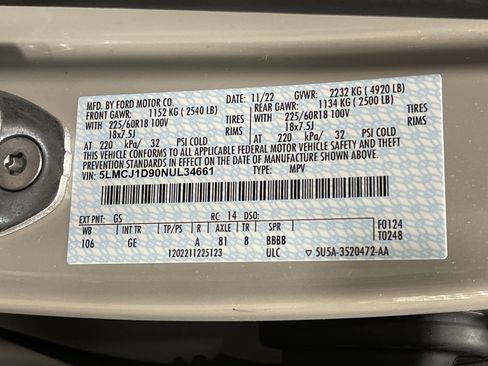 MFD. BY FORD MOTOR CO. DATE: 11/22 GVWR: 2232 KG ( 4920 LB)
FRONT GAWR: 1152 KG ( 2540 LB) REAR GAWR: 1134 KG ( 2500 LB)
WITH 225/60R18 100V TIRES WITH 225/60R18 100V TIRES
18x7.5J RIMS 18x7.5J RIMS
AT 220 kPa/ 32 PSI COLD AT 220 kPa/ 32 PSI COLD
THIS VEHICLE CONFORMS TO ALL APPLICABLE FEDERAL MOTOR VEHICLE SAFETY AND THEFT
PREVENTION STANDARDS IN EFFECT ON THE DATE OF MANUFACTURE SHOWN ABOVE.
VIN: 5LMCJ1D90NUL34661 TYPE: MPV
EXT PNT: GS RC: 14 DSO: F0124
WB INT TR TP/PS R AXLE TR SPR T0248
106 GE A 81 8 BBBB
1202211225123 ULC 5U5A-3520472-AA